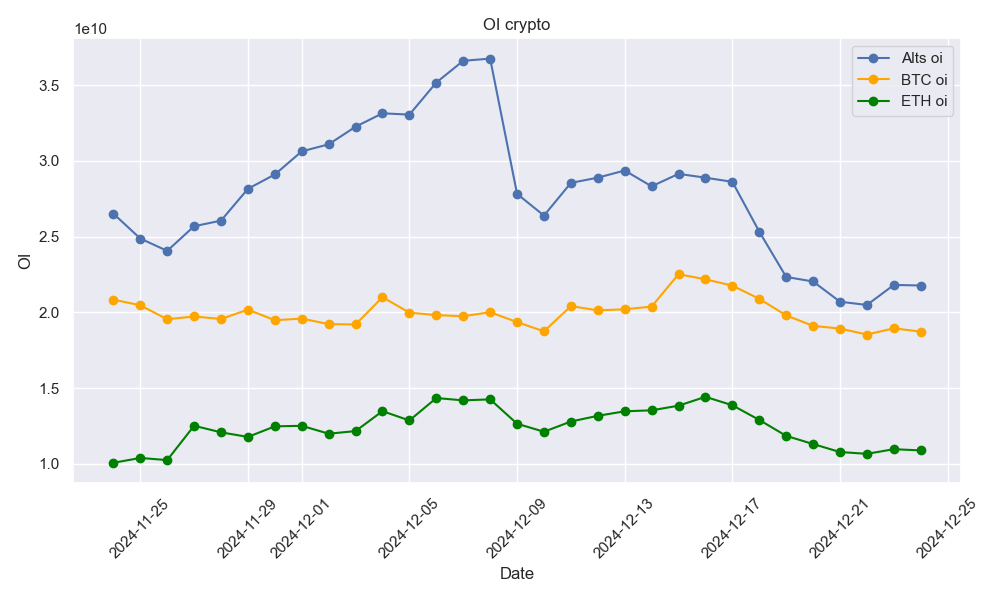 OI crypto
1e10
Alts oi
BTC oi
ETH oi
3.5
3.0
2.5
2.0
1.5
1.0
OI
2024-11-25
2024-11-29
2024-12-01
2024-12-05
2024-12-09
2024-12-13
2024-12-17
2024-12-21
2024-12-25
Date